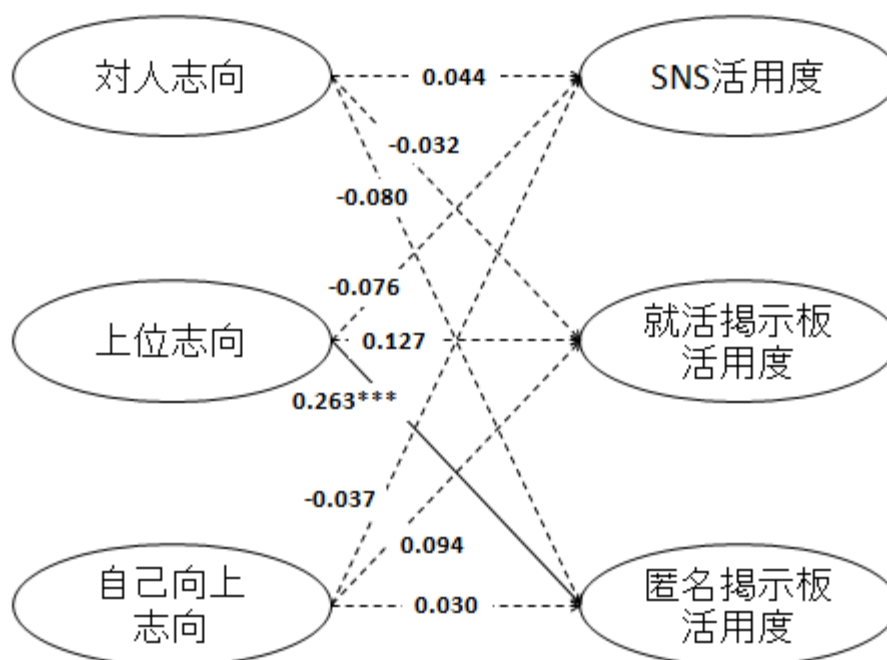 対人志向
0.044
SNS活用度
-0.032
-0.080
-0.076
上位志向
0.127
就活掲示板
活用度
0.263***
-0.037
0.094
自己向上
志向
0.030
匿名掲示板
活用度